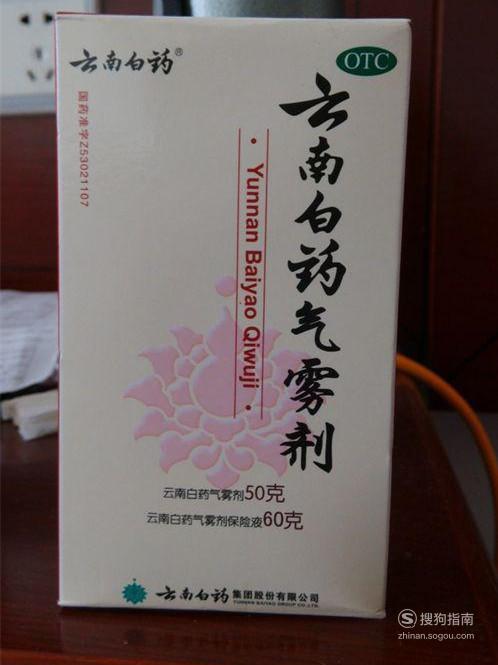 云南白药®
OTC
国药准字Z53021107
云南白药气雾剂
· Yunnan Baiyao Qiwuji ·
云南白药气雾剂50克
云南白药气雾剂保险液60克
云南白药集团股份有限公司
YUNNAN BAIYAO GROUP CO.,LTD.
搜狗指南
zhinan.sogou.com